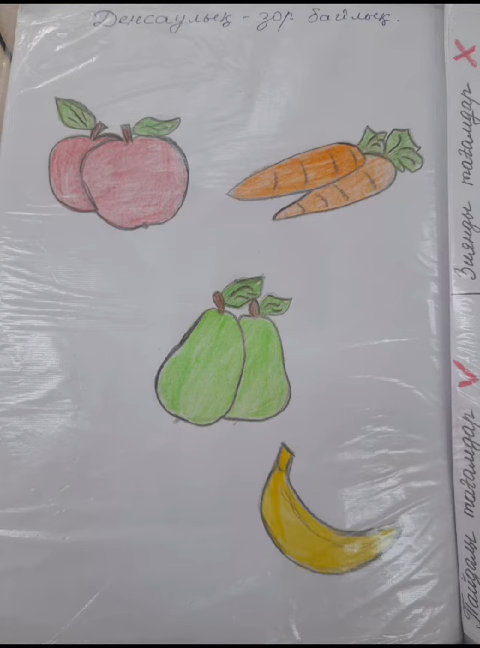 Денсаулық - зор байлық.
Пайдалы тағамдар
Зиянды тағамдар